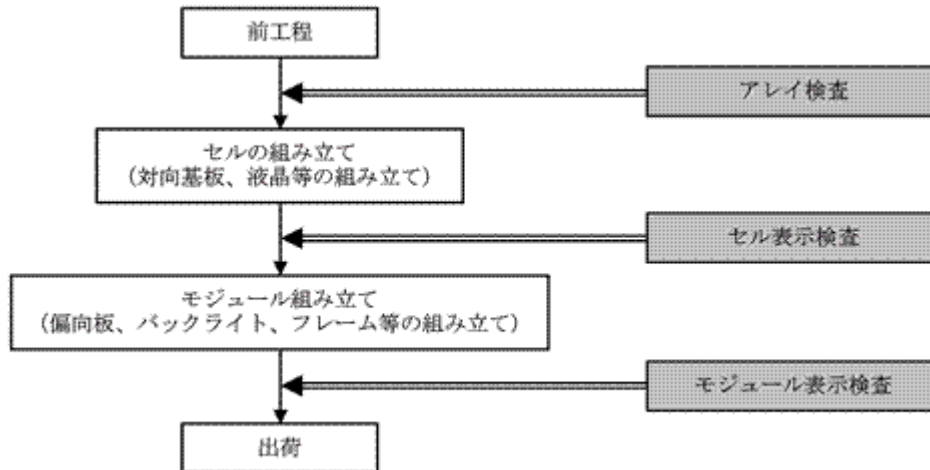 前工程
アレイ検査
セルの組み立て
（対向基板、液晶等の組み立て）
セル表示検査
モジュール組み立て
（偏向板、バックライト、フレーム等の組み立て）
モジュール表示検査
出荷